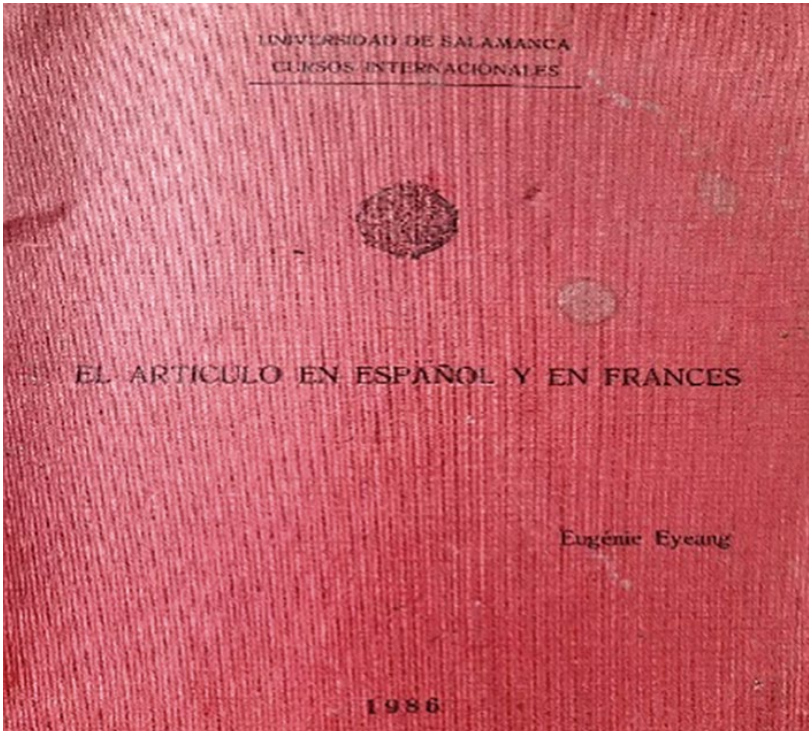 UNIVERSIDAD DE SALAMANCA
CURSOS INTERNACIONALES
EL ARTICULO EN ESPAÑOL Y EN FRANCES
Eugénie Eyeang
1986